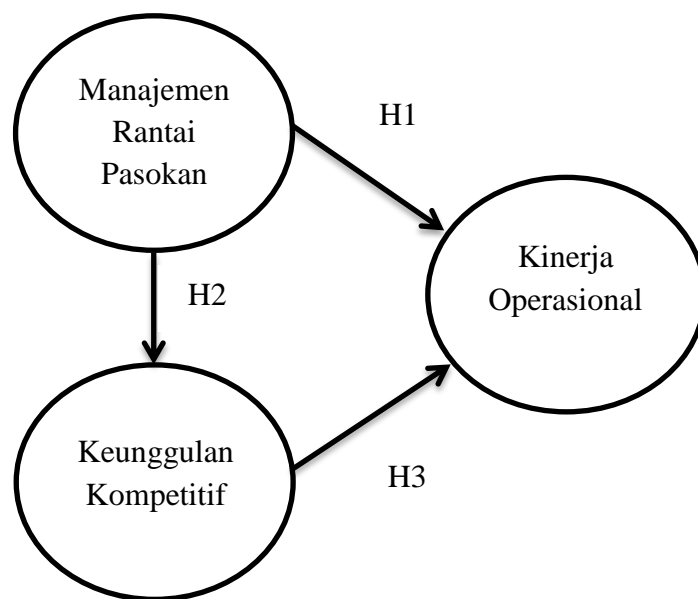 Manajemen
Rantai
Pasokan
H1
Kinerja
Operasional
H2
Keunggulan
Kompetitif
H3